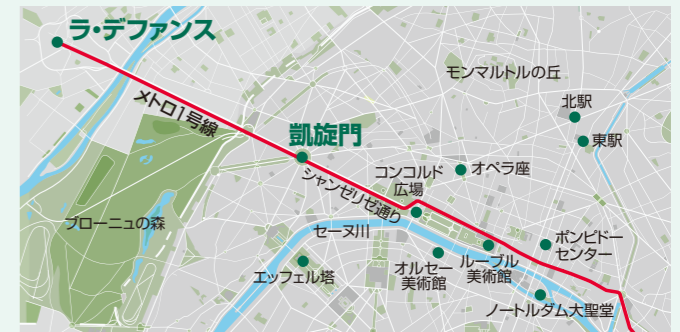 ラ・デファンス
モンマルトルの丘
メトロ1号線
北駅
凱旋門
東駅
コンコルド
広場
オペラ座
シャンゼリゼ通り
ブローニュの森
セーヌ川
ポンピドー
センター
エッフェル塔
オルセー
美術館
ルーブル
美術館
ノートルダム大聖堂